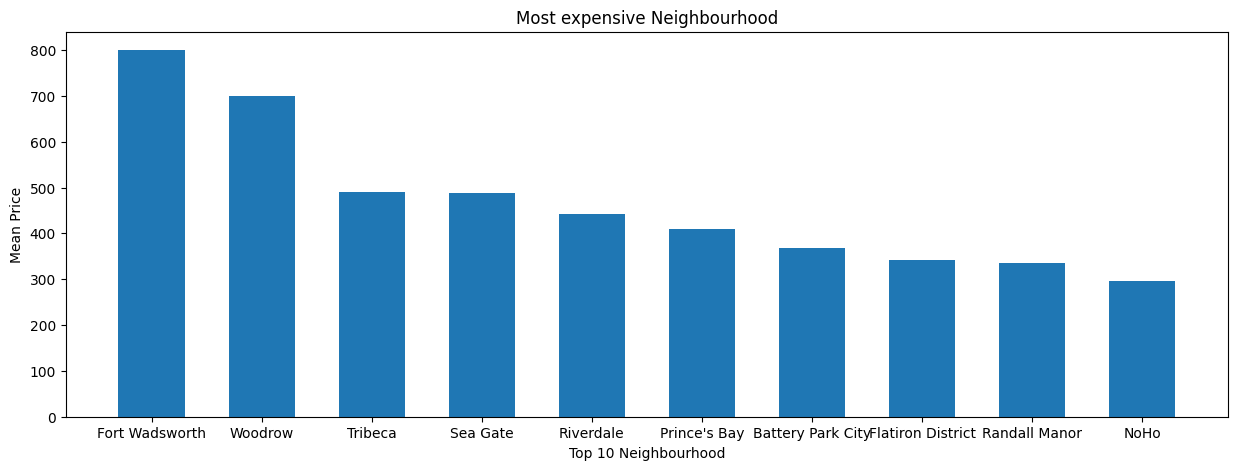 Most expensive Neighbourhood
Mean Price
800
700
600
500
400
300
200
100
0
Fort Wadsworth Woodrow Tribeca Sea Gate Riverdale Prince's Bay Battery Park City Flatiron District Randall Manor NoHo
Top 10 Neighbourhood